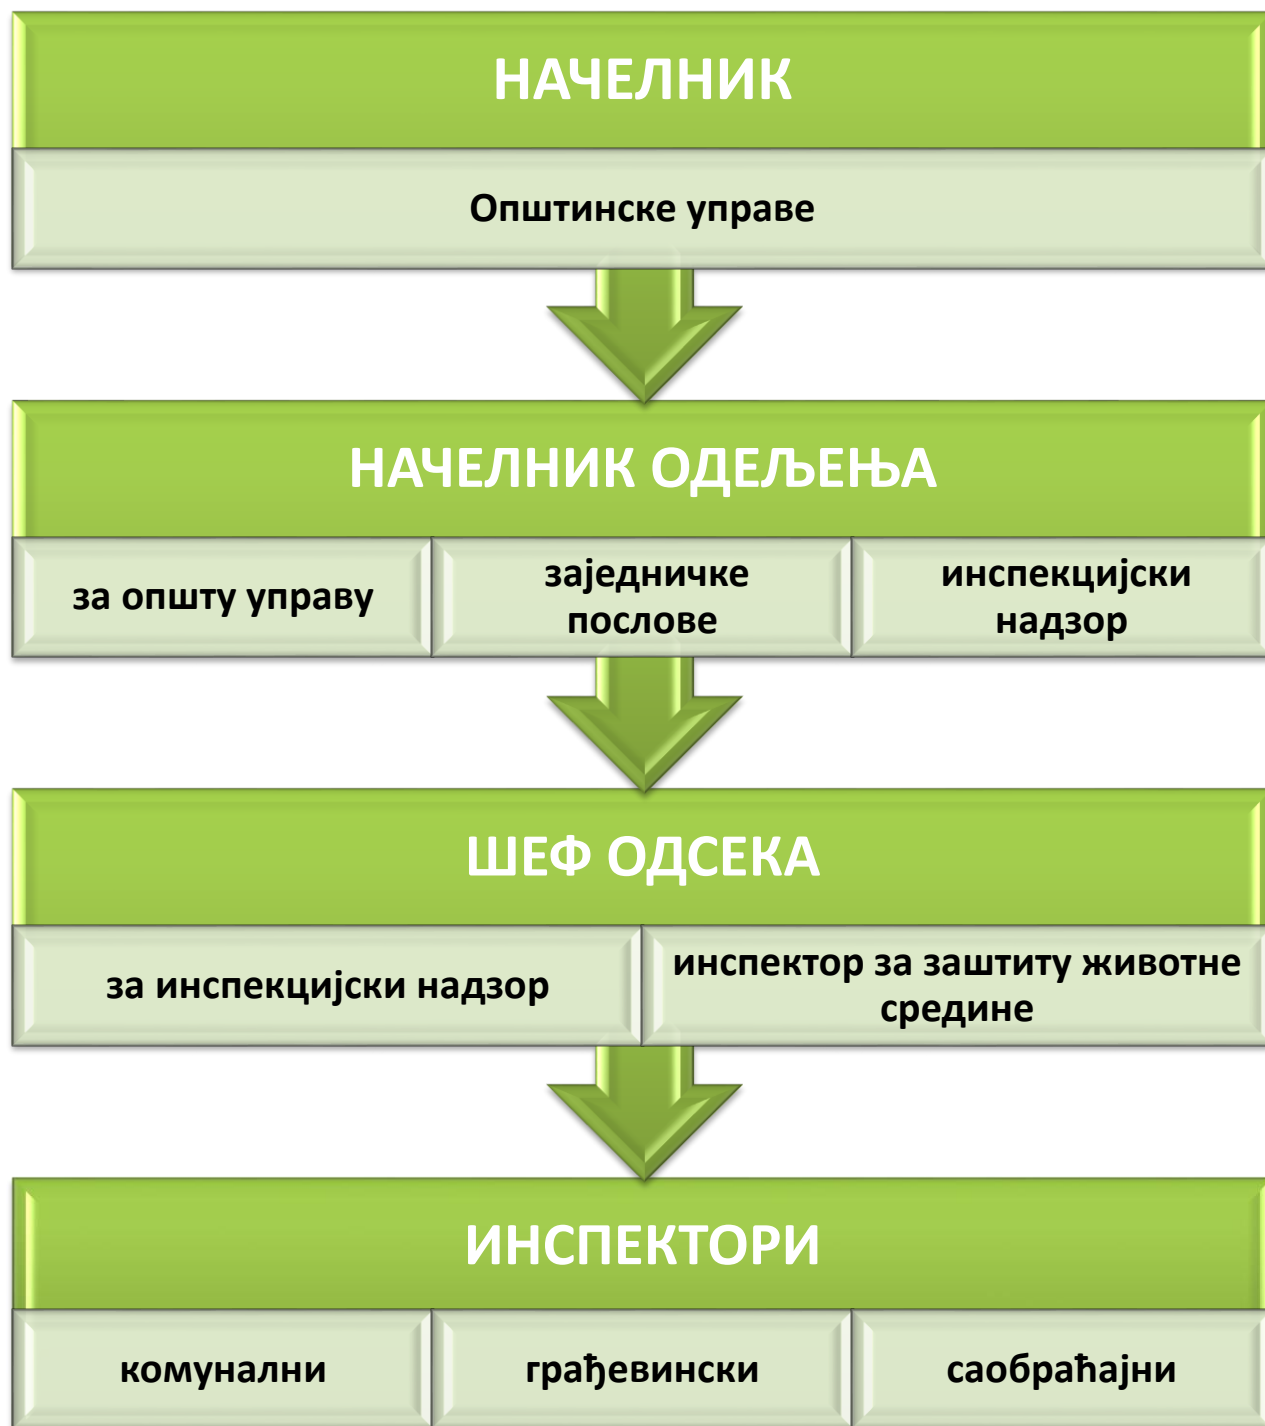 НАЧЕЛНИК
Општинске управе
НАЧЕЛНИК ОДЕЉЕЊА
за општу управу
заједничке
послове
инспекцијски
надзор
ШЕФ ОДСЕКА
за инспекцијски надзор
инспектор за заштиту животне
средине
ИНСПЕКТОРИ
комунални
грађевински
саобраћајни